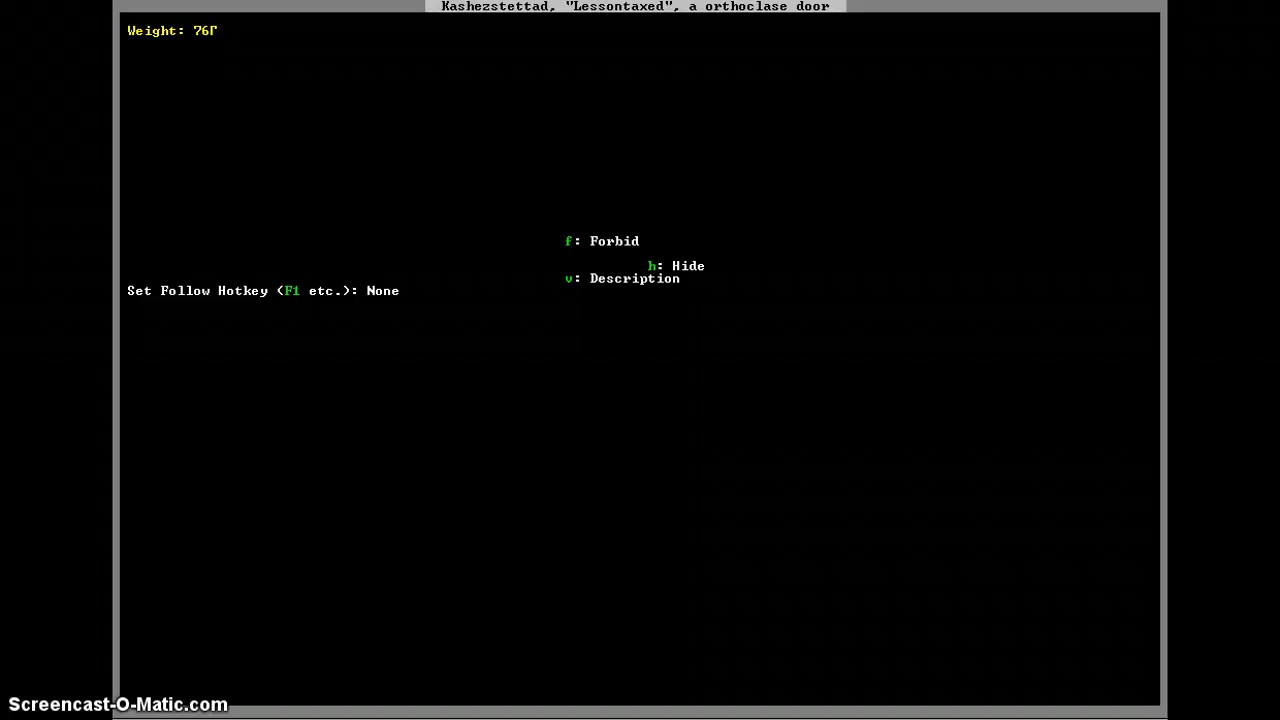 Kashezstettad, "Lessontaxed", a orthoclase door
Weight: 76Γ
f: Forbid
h: Hide
v: Description
Set Follow Hotkey (F1 etc.): None
Screencast-O-Matic.com